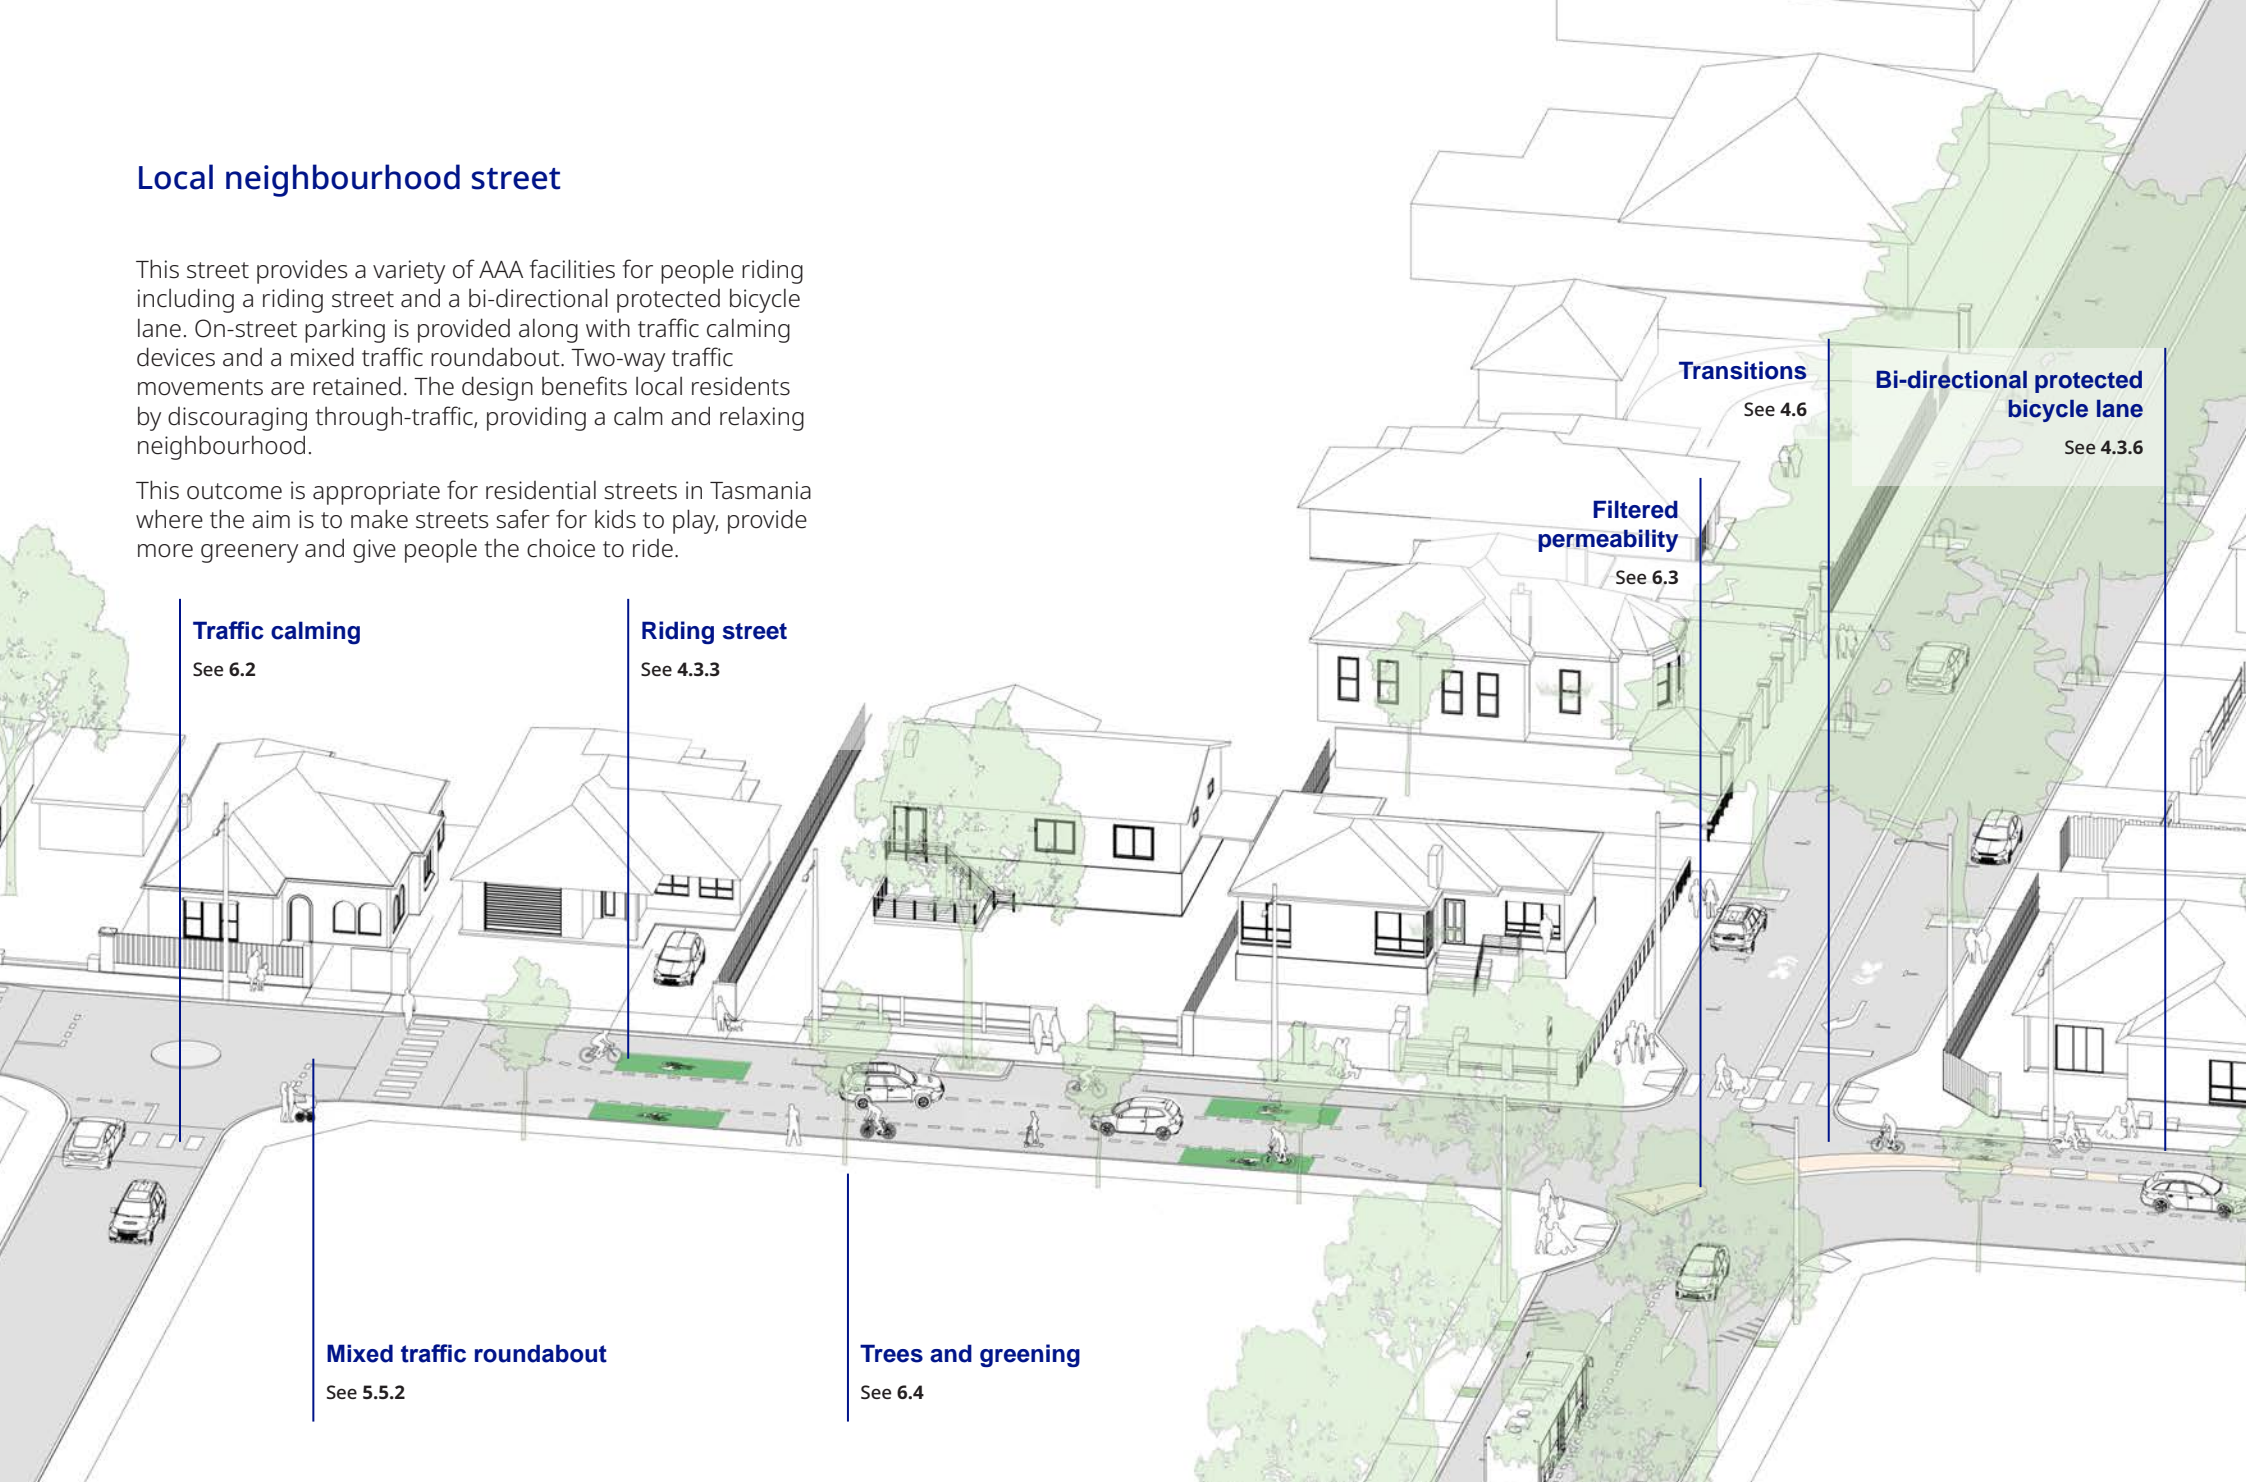 Local neighbourhood street
This street provides a variety of AAA facilities for people riding
including a riding street and a bi-directional protected bicycle
lane. On-street parking is provided along with traffic calming
devices and a mixed traffic roundabout. Two-way traffic
movements are retained. The design benefits local residents
by discouraging through-traffic, providing a calm and relaxing
neighbourhood.
This outcome is appropriate for residential streets in Tasmania
where the aim is to make streets safer for kids to play, provide
more greenery and give people the choice to ride.
Transitions
See 4.6
Bi-directional protected
bicycle lane
See 4.3.6
Filtered
permeability
See 6.3
Traffic calming
See 6.2
Riding street
See 4.3.3
Mixed traffic roundabout
See 5.5.2
Trees and greening
See 6.4